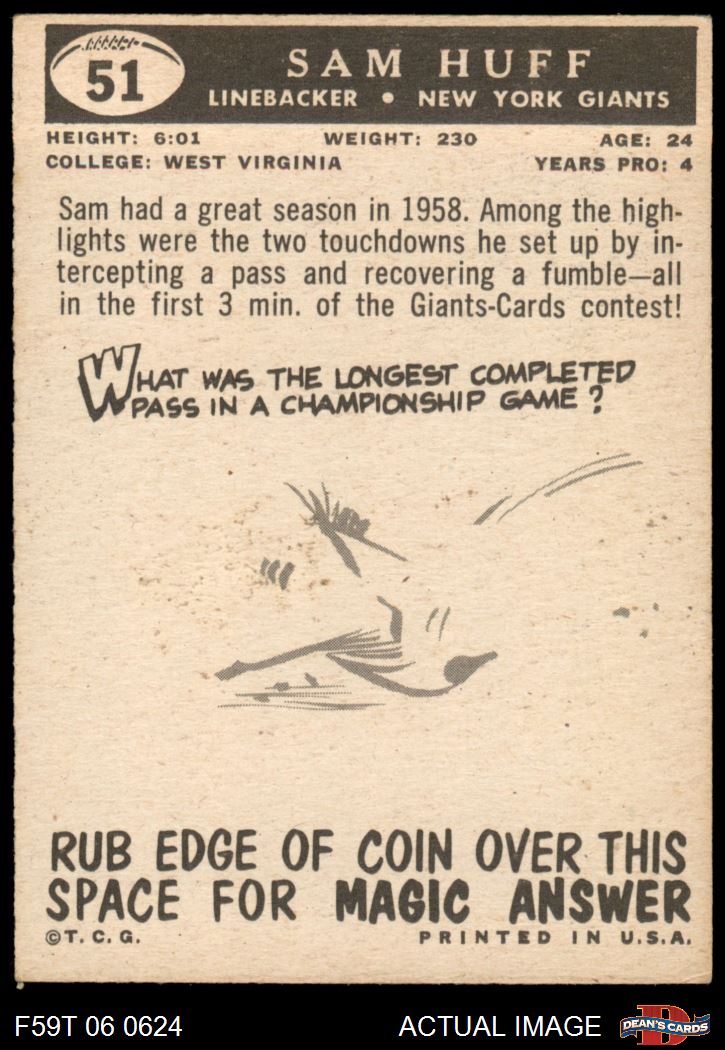 51
SAM HUFF
LINEBACKER • NEW YORK GIANTS
HEIGHT: 6:01 WEIGHT: 230 AGE: 24
COLLEGE: WEST VIRGINIA YEARS PRO: 4
Sam had a great season in 1958. Among the high-
lights were the two touchdowns he set up by in-
tercepting a pass and recovering a fumble—all
in the first 3 min. of the Giants-Cards contest!
WHAT WAS THE LONGEST COMPLETED
PASS IN A CHAMPIONSHIP GAME?
RUB EDGE OF COIN OVER THIS
SPACE FOR MAGIC ANSWER
©T. C. G. PRINTED IN U.S.A.
F59T 06 0624 ACTUAL IMAGE D DEAN'S CARDS